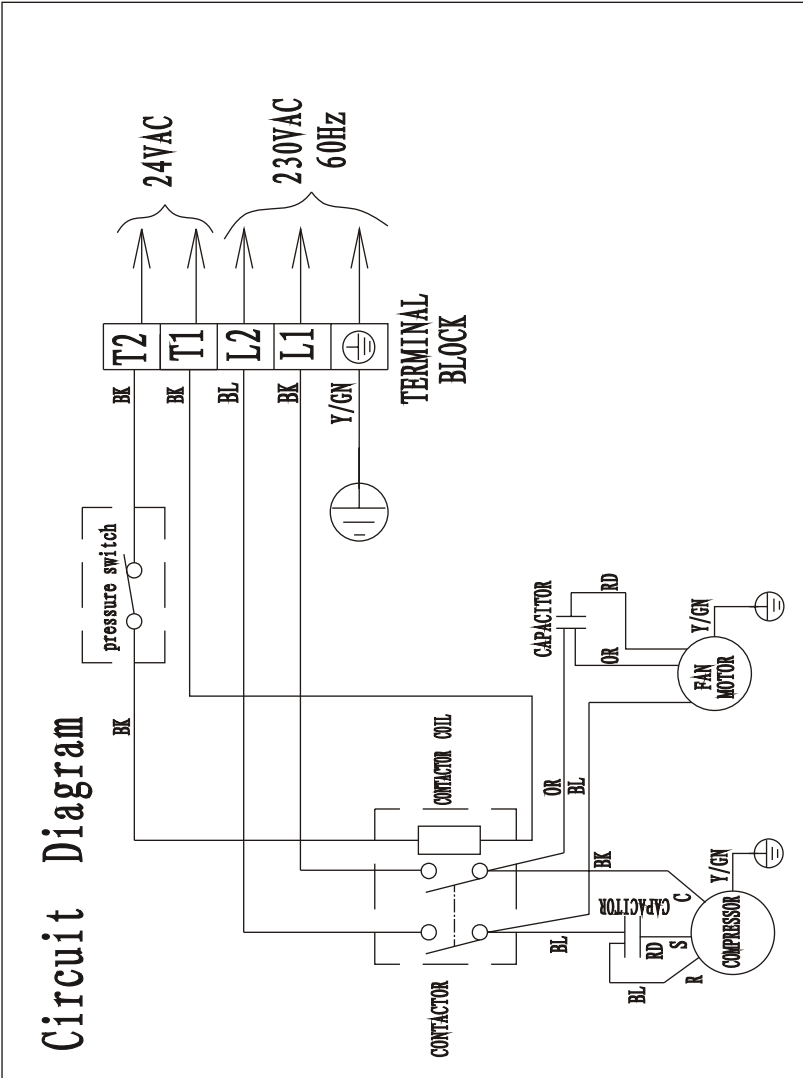 Circuit Diagram
24VAC
230VAC
60Hz
T2
T1
L2
L1
TERMINAL
BLOCK
BK
BK
BL
BK
Y/GN
pressure switch
BK
CONTACTOR COIL
CONTACTOR
CAPACITOR
RD
OR
Y/GN
FAN
MOTOR
OR
BL
BK
BL
CAPACITOR
C
Y/GN
RD
S
BL
R
COMPRESSOR